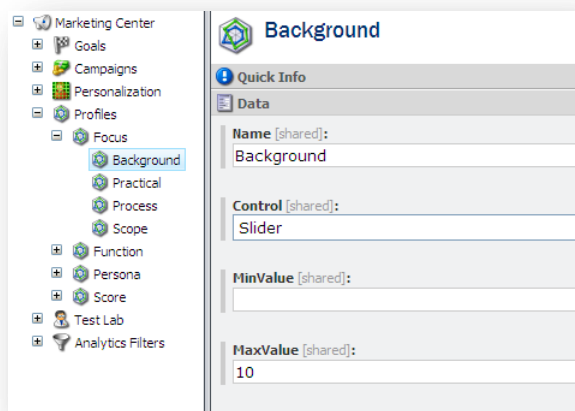 Marketing Center
Goals
Campaigns
Personalization
Profiles
Focus
Background
Practical
Process
Scope
Function
Persona
Score
Test Lab
Analytics Filters
Background
Quick Info
Data
Name [shared]:
Background
Control [shared]:
Slider
MinValue [shared]:
MaxValue [shared]:
10